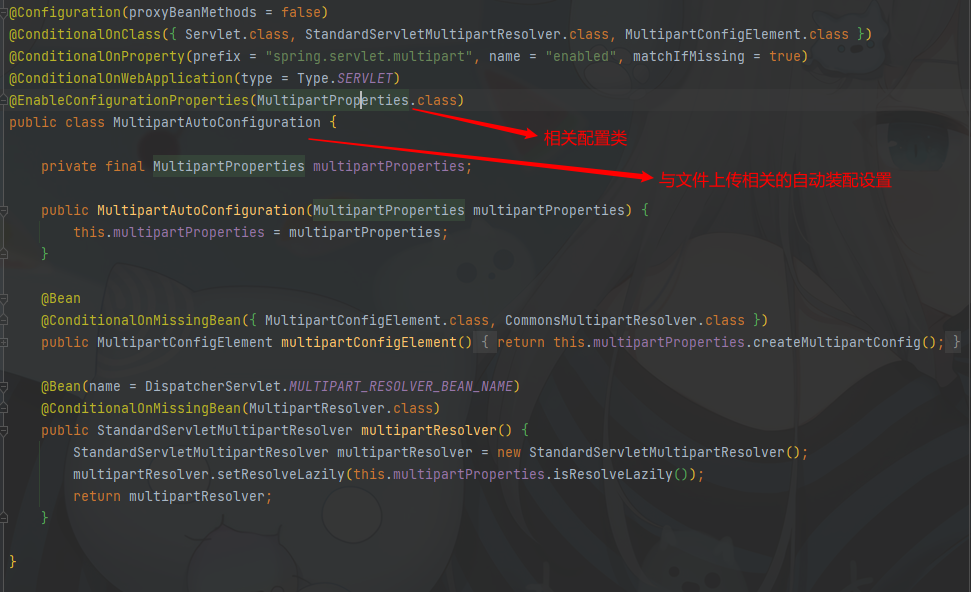 @Configuration(proxyBeanMethods = false)
@ConditionalOnClass({ Servlet.class, StandardServletMultipartResolver.class, MultipartConfigElement.class })
@ConditionalOnProperty(prefix = "spring.servlet.multipart", name = "enabled", matchIfMissing = true)
@ConditionalOnWebApplication(type = Type.SERVLET)
@EnableConfigurationProperties(MultipartProperties.class)
public class MultipartAutoConfiguration {
相关配置类
private final MultipartProperties multipartProperties;
与文件上传相关的自动装配设置
public MultipartAutoConfiguration(MultipartProperties multipartProperties) {
this.multipartProperties = multipartProperties;
}
@Bean
@ConditionalOnMissingBean({ MultipartConfigElement.class, CommonsMultipartResolver.class })
public MultipartConfigElement multipartConfigElement() { return this.multipartProperties.createMultipartConfig(); }
@Bean(name = DispatcherServlet.MULTIPART_RESOLVER_BEAN_NAME)
@ConditionalOnMissingBean(MultipartResolver.class)
public StandardServletMultipartResolver multipartResolver() {
StandardServletMultipartResolver multipartResolver = new StandardServletMultipartResolver();
multipartResolver.setResolveLazily(this.multipartProperties.isResolveLazily());
return multipartResolver;
}
}